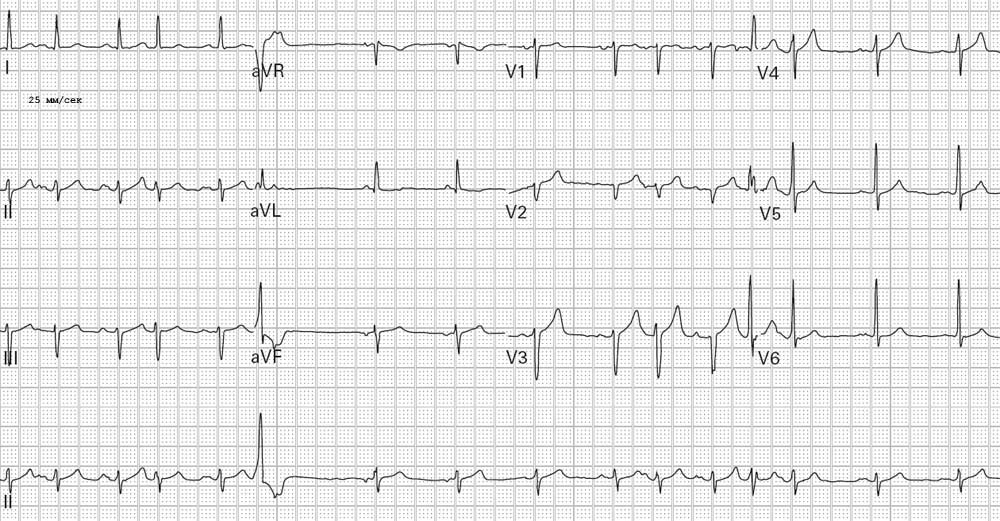 I aVR V1 V4
25 мм/сек
II aVL V2 V5
III aVF V3 V6
II